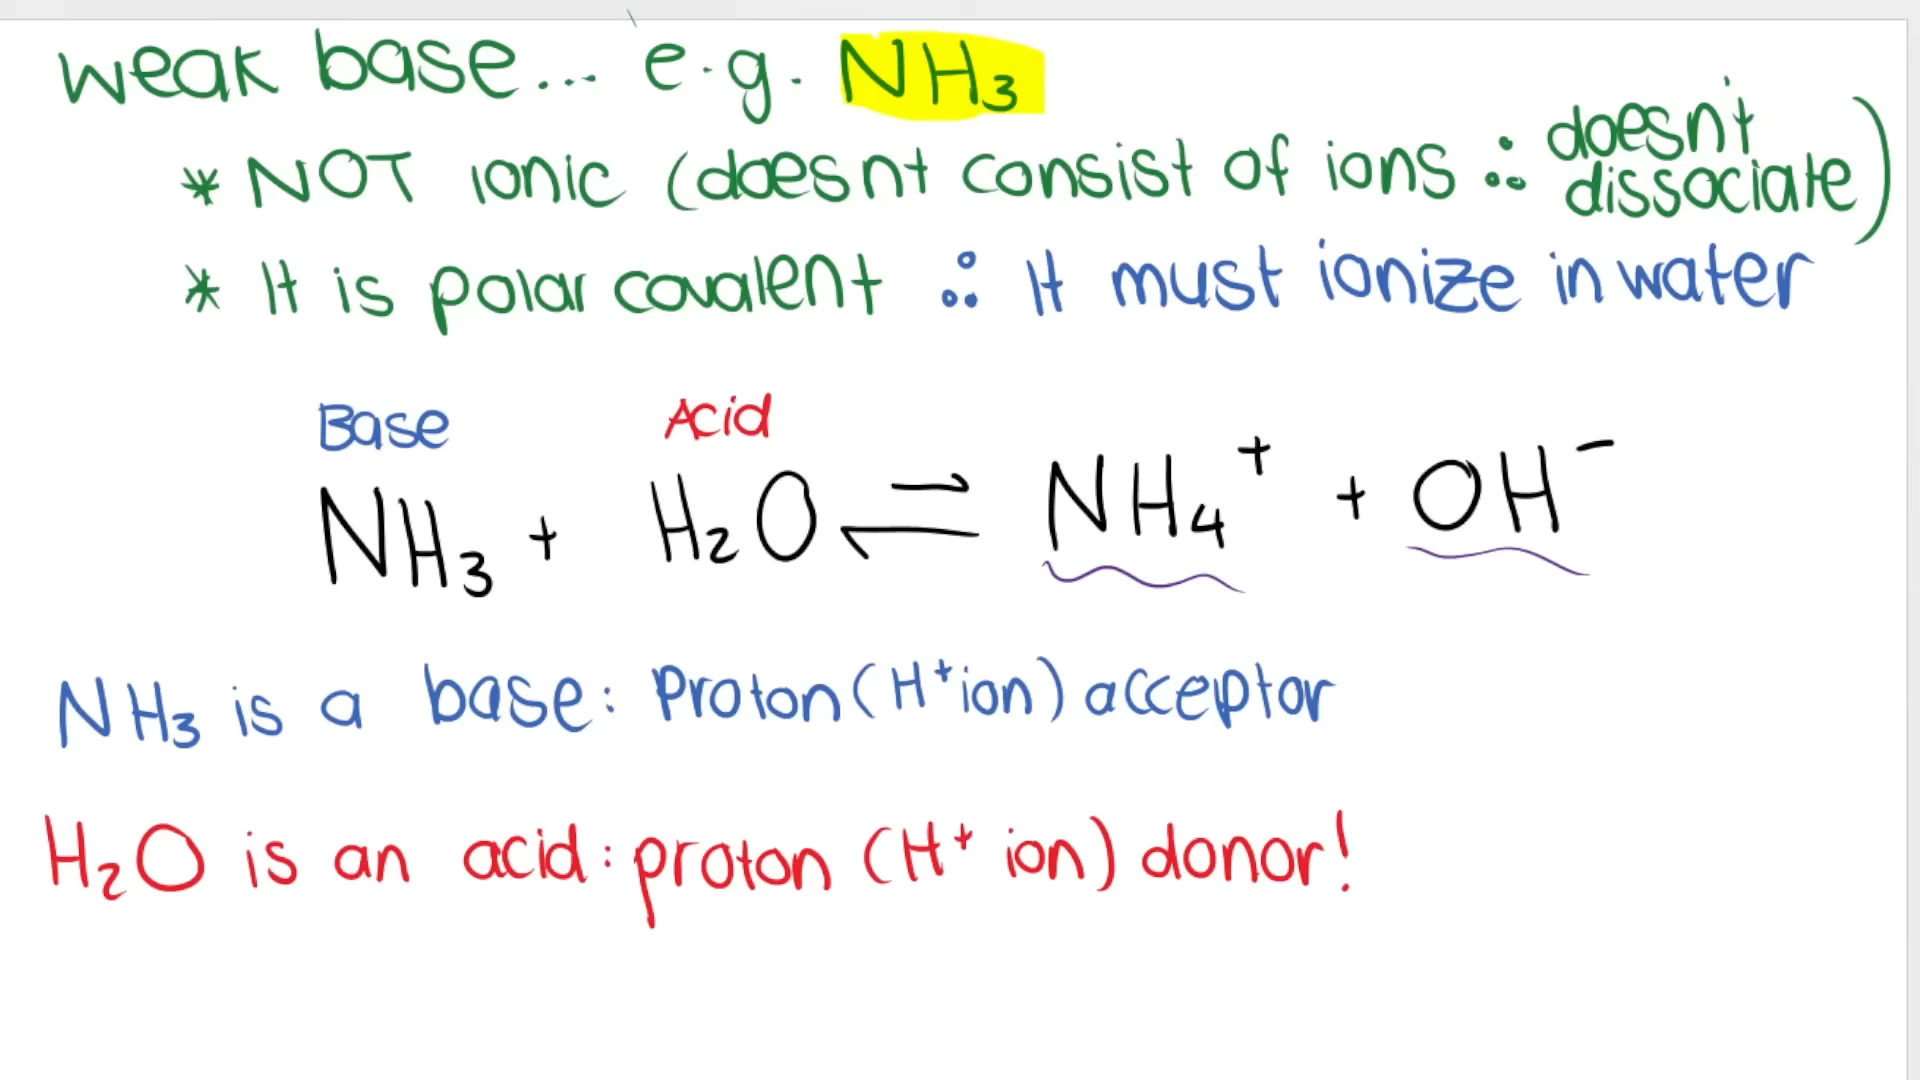 weak base... e.g. NH₃
* NOT ionic (doesnt consist of ions ∴ doesn't dissociate)
* It is polar covalent ∴ It must ionize in water
Base Acid
NH₃ + H₂O ⇌ NH₄⁺ + OH⁻
NH₃ is a base: Proton (H⁺ ion) acceptor
H₂O is an acid: proton (H⁺ ion) donor!